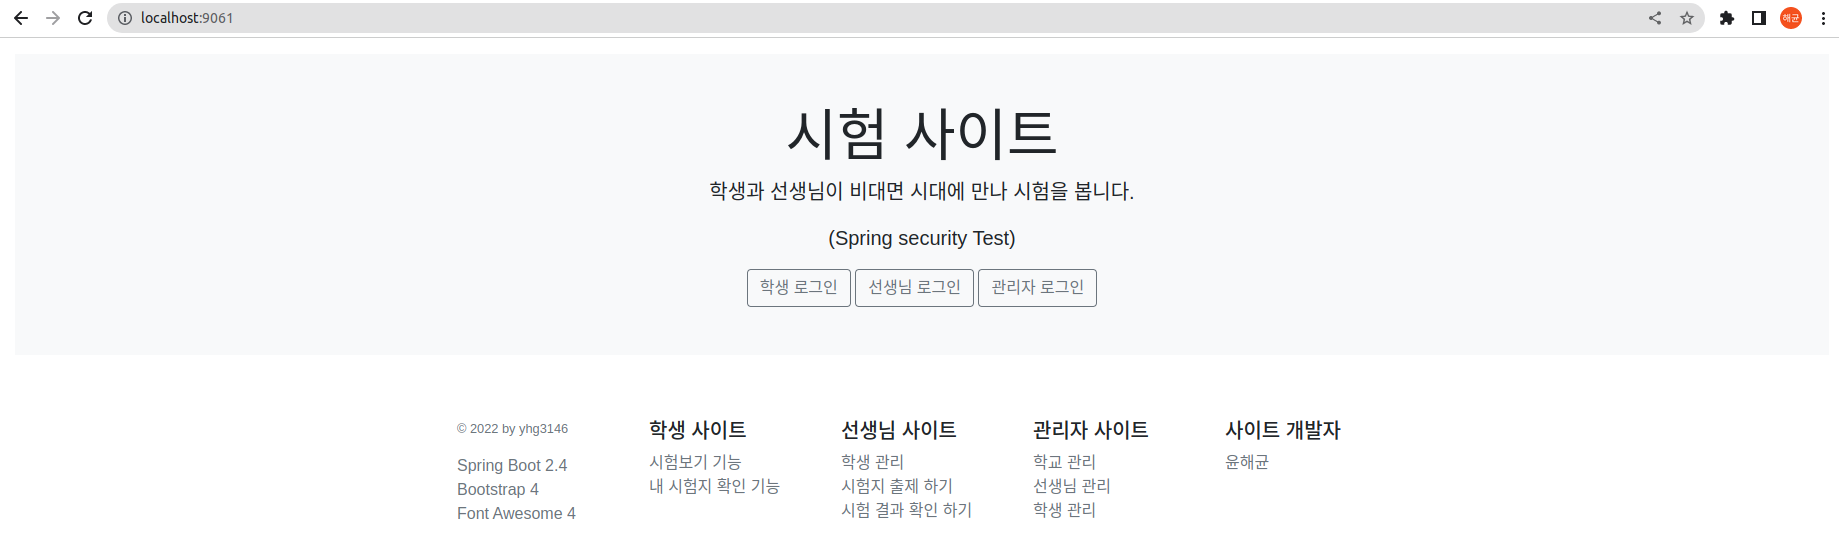 localhost:9061
해균
시험 사이트
학생과 선생님이 비대면 시대에 만나 시험을 봅니다.
(Spring security Test)
학생 로그인
선생님 로그인
관리자 로그인
© 2022 by yhg3146
Spring Boot 2.4
Bootstrap 4
Font Awesome 4
학생 사이트
시험보기 기능
내 시험지 확인 기능
선생님 사이트
학생 관리
시험지 출제 하기
시험 결과 확인 하기
관리자 사이트
학교 관리
선생님 관리
학생 관리
사이트 개발자
윤해균